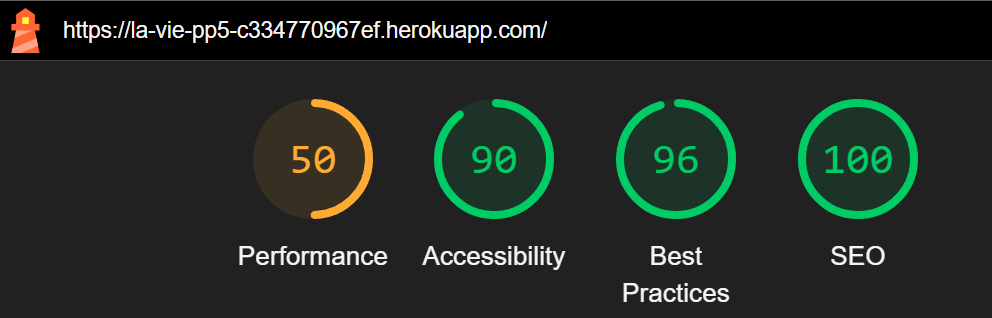 https://la-vie-pp5-c334770967ef.herokuapp.com/
50
90
96
100
Performance
Accessibility
Best
Practices
SEO